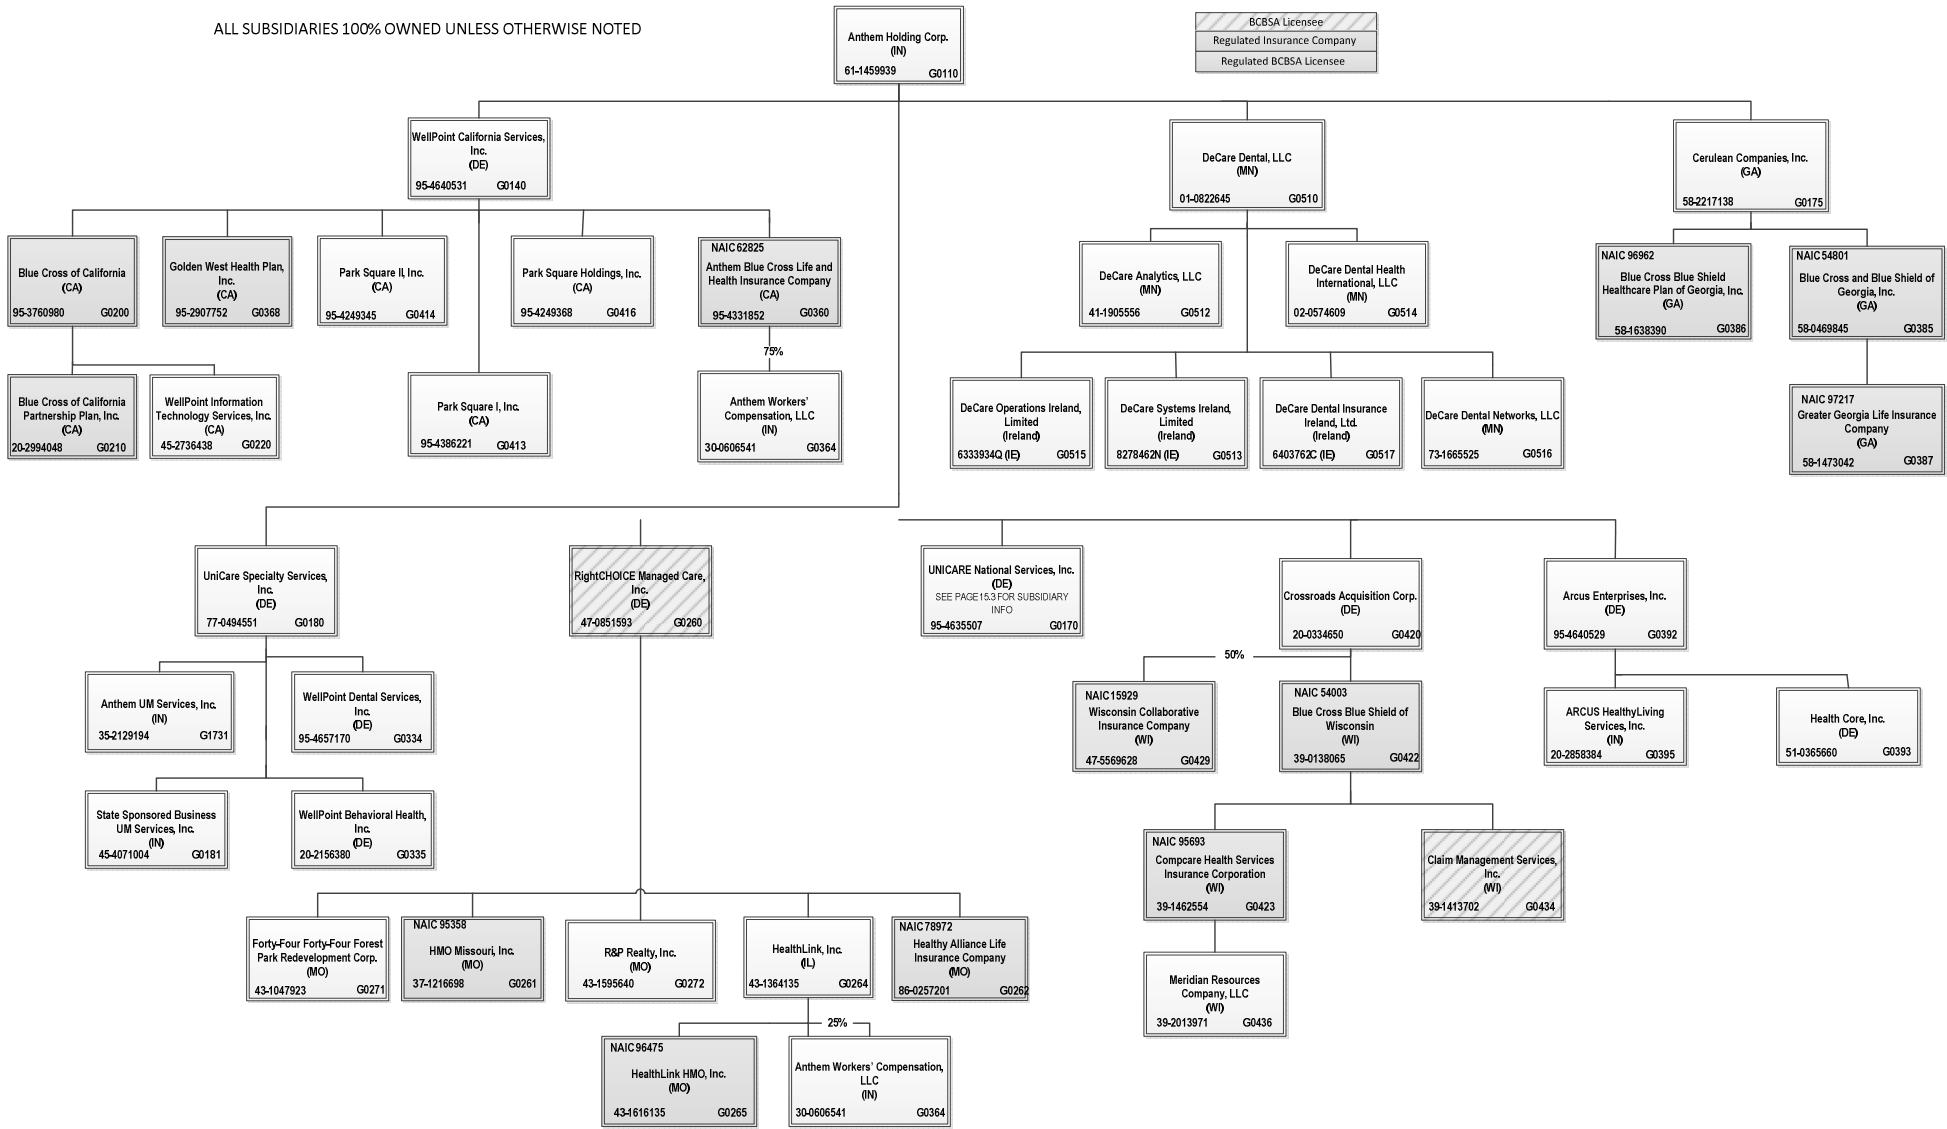 ALL SUBSIDIARIES 100% OWNED UNLESS OTHERWISE NOTED
Anthem Holding Corp.
(IN)
61-1459939 G0110
BCBSA Licensee
Regulated Insurance Company
Regulated BCBSA Licensee
WellPoint California Services,
Inc.
(DE)
95-4640531 G0140
DeCare Dental, LLC
(MN)
01-0822645 G0510
Cerulean Companies, Inc.
(GA)
58-2217138 G0175
Blue Cross of California
(CA)
95-3760980 G0200
Golden West Health Plan,
Inc.
(CA)
95-2907752 G0368
Park Square II, Inc.
(CA)
95-4249345 G0414
Park Square Holdings, Inc.
(CA)
95-4249368 G0416
NAIC 62825
Anthem Blue Cross Life and
Health Insurance Company
(CA)
95-4331852 G0360
75%
DeCare Analytics, LLC
(MN)
41-1905556 G0512
DeCare Dental Health
International, LLC
(MN)
02-0574609 G0514
NAIC 96962
Blue Cross Blue Shield
Healthcare Plan of Georgia, Inc.
(GA)
58-1638390 G0386
NAIC 54801
Blue Cross and Blue Shield of
Georgia, Inc.
(GA)
58-0469845 G0385
Blue Cross of California
Partnership Plan, Inc.
(CA)
20-2994048 G0210
WellPoint Information
Technology Services, Inc.
(CA)
45-2736438 G0220
Park Square I, Inc.
(CA)
95-4386221 G0413
Anthem Workers'
Compensation, LLC
(IN)
30-0606541 G0364
DeCare Operations Ireland,
Limited
(Ireland)
6333934Q (IE) G0515
DeCare Systems Ireland,
Limited
(Ireland)
8278462N (IE) G0513
DeCare Dental Insurance
Ireland, Ltd.
(Ireland)
6403762C (IE) G0517
DeCare Dental Networks, LLC
(MN)
73-1665525 G0516
NAIC 97217
Greater Georgia Life Insurance
Company
(GA)
58-1473042 G0387
UniCare Specialty Services,
Inc.
(DE)
77-0494551 G0180
RightCHOICE Managed Care,
Inc.
(DE)
47-0851593 G0260
UNICARE National Services, Inc.
(DE)
SEE PAGE 15.3 FOR SUBSIDIARY
INFO
95-4635507 G0170
Crossroads Acquisition Corp.
(DE)
20-0334650 G0420
Arcus Enterprises, Inc.
(DE)
95-4640529 G0392
50%
Anthem UM Services, Inc.
(IN)
35-2129194 G1731
WellPoint Dental Services,
Inc.
(DE)
95-4657170 G0334
NAIC 15929
Wisconsin Collaborative
Insurance Company
(WI)
47-5569628 G0429
NAIC 54003
Blue Cross Blue Shield of
Wisconsin
(WI)
39-0138065 G0422
ARCUS HealthyLiving
Services, Inc.
(IN)
20-2858384 G0395
Health Core, Inc.
(DE)
51-0365660 G0393
State Sponsored Business
UM Services, Inc.
(IN)
45-4071004 G0181
WellPoint Behavioral Health,
Inc.
(DE)
20-2156380 G0335
NAIC 95693
Compcare Health Services
Insurance Corporation
(WI)
39-1462554 G0423
Claim Management Services,
Inc.
(WI)
39-1413702 G0434
Forty-Four Forty-Four Forest
Park Redevelopment Corp.
(MO)
43-1047923 G0271
NAIC 95358
HMO Missouri, Inc.
(MO)
37-1216698 G0261
R&P Realty, Inc.
(MO)
43-1595640 G0272
HealthLink, Inc.
(IL)
43-1364135 G0264
NAIC 78972
Healthy Alliance Life
Insurance Company
(MO)
86-0257201 G0262
Meridian Resources
Company, LLC
(WI)
39-2013971 G0436
25%
NAIC 96475
HealthLink HMO, Inc.
(MO)
43-1616135 G0265
Anthem Workers' Compensation,
LLC
(IN)
30-0606541 G0364